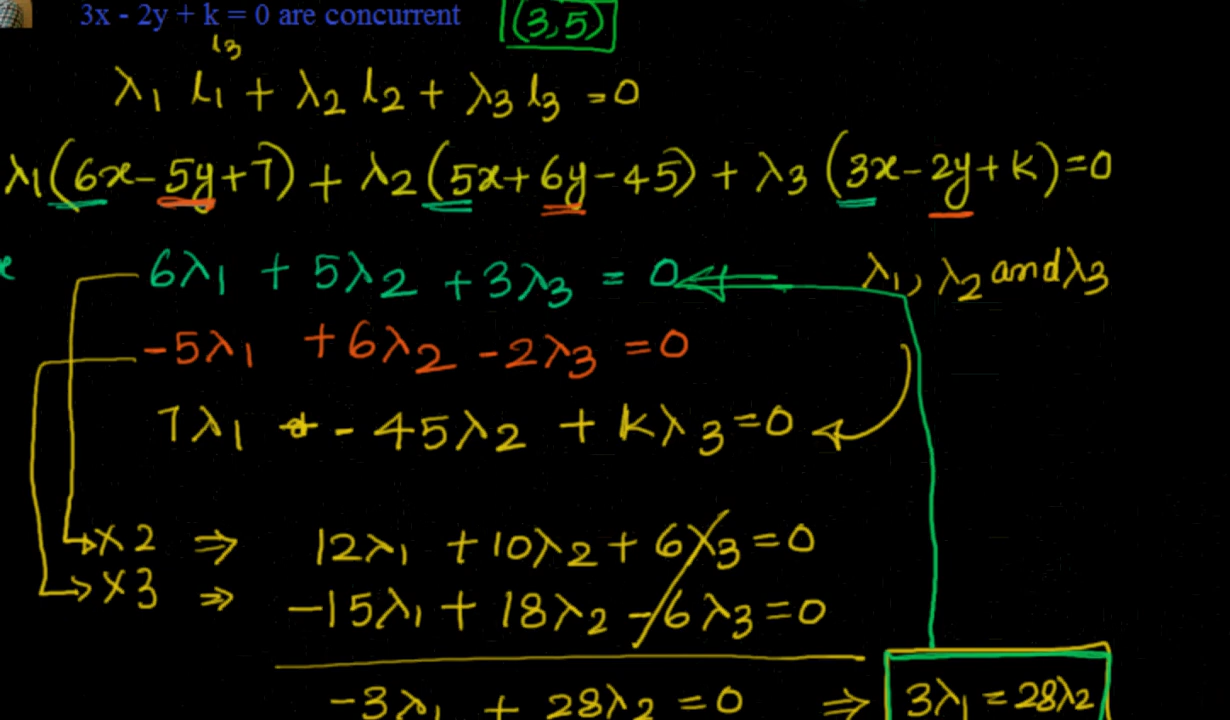 3x - 2y + k = 0 are concurrent (3,5)
l3
λ1 l1 + λ2 l2 + λ3 l3 = 0
λ1(6x-5y+7) + λ2(5x+6y-45) + λ3(3x-2y+k)=0
6λ1 + 5λ2 + 3λ3 = 0 λ1, λ2 and λ3
-5λ1 + 6λ2 - 2λ3 = 0
7λ1 - 45λ2 + kλ3 = 0
×2 ⇒ 12λ1 + 10λ2 + 6λ3 = 0
×3 ⇒ -15λ1 + 18λ2 - 6λ3 = 0
-3λ1 + 28λ2 = 0 ⇒ 3λ1 = 28λ2